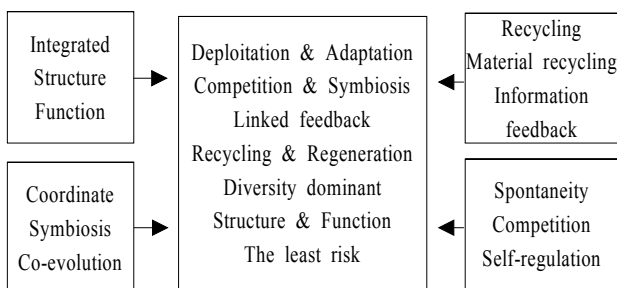 Integrated
Structure
Function
Coordinate
Symbiosis
Co-evolution
Deploitation & Adaptation
Competition & Symbiosis
Linked feedback
Recycling & Regeneration
Diversity dominant
Structure & Function
The least risk
Recycling
Material recycling
Information
feedback
Spontaneity
Competition
Self-regulation